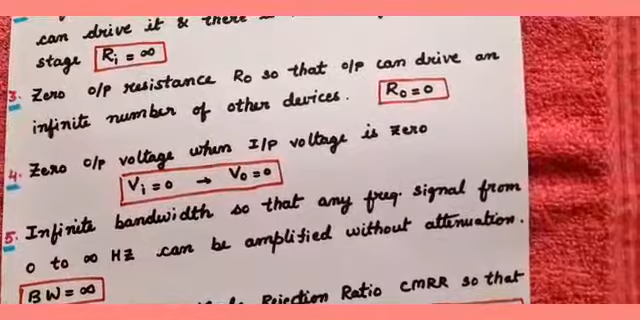 can drive it & there
stage Ri = ∞
3. Zero o/p resistance Ro so that o/p can drive an
infinite number of other devices. Ro = 0
4. Zero o/p voltage when I/p voltage is zero
Vi = 0 → Vo = 0
5. Infinite bandwidth so that any freq. signal from
0 to ∞ HZ can be amplified without attenuation.
BW = ∞
Rejection Ratio CMRR so that